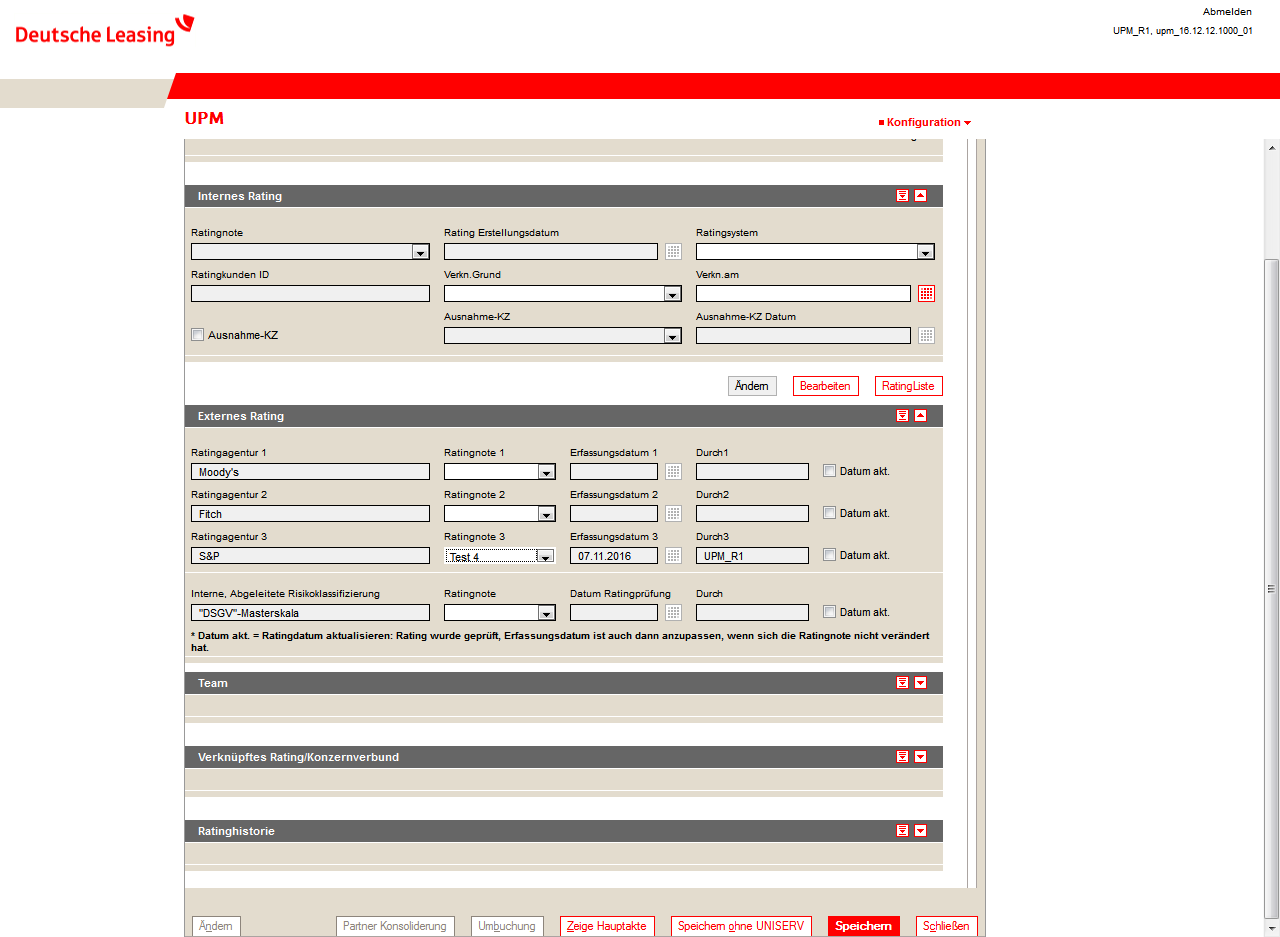 Deutsche Leasing
Abmelden
UPM_R1, upm_16.12.12.1000_01
UPM
Konfiguration
Internes Rating
Ratingnote Rating Erstellungsdatum Ratingsystem
Ratingkunden ID Verkn.Grund Verkn.am
Ausnahme-KZ Ausnahme-KZ Datum
Ausnahme-KZ
Ändern Bearbeiten RatingListe
Externes Rating
Ratingagentur 1 Ratingnote 1 Erfassungsdatum 1 Durch1
Moody's Datum akt.
Ratingagentur 2 Ratingnote 2 Erfassungsdatum 2 Durch2
Fitch Datum akt.
Ratingagentur 3 Ratingnote 3 Erfassungsdatum 3 Durch3
S&P Test 4 07.11.2016 UPM_R1 Datum akt.
Interne, Abgeleitete Risikoklassifizierung Ratingnote Datum Ratingprüfung Durch
"DSGV"-Masterskala Datum akt.
* Datum akt. = Ratingdatum aktualisieren: Rating wurde geprüft, Erfassungsdatum ist auch dann anzupassen, wenn sich die Ratingnote nicht verändert
hat.
Team
Verknüpftes Rating/Konzernverbund
Ratinghistorie
Ändern Partner Konsolidierung Umbuchung Zeige Hauptakte Speichern ohne UNISERV Speichern Schließen